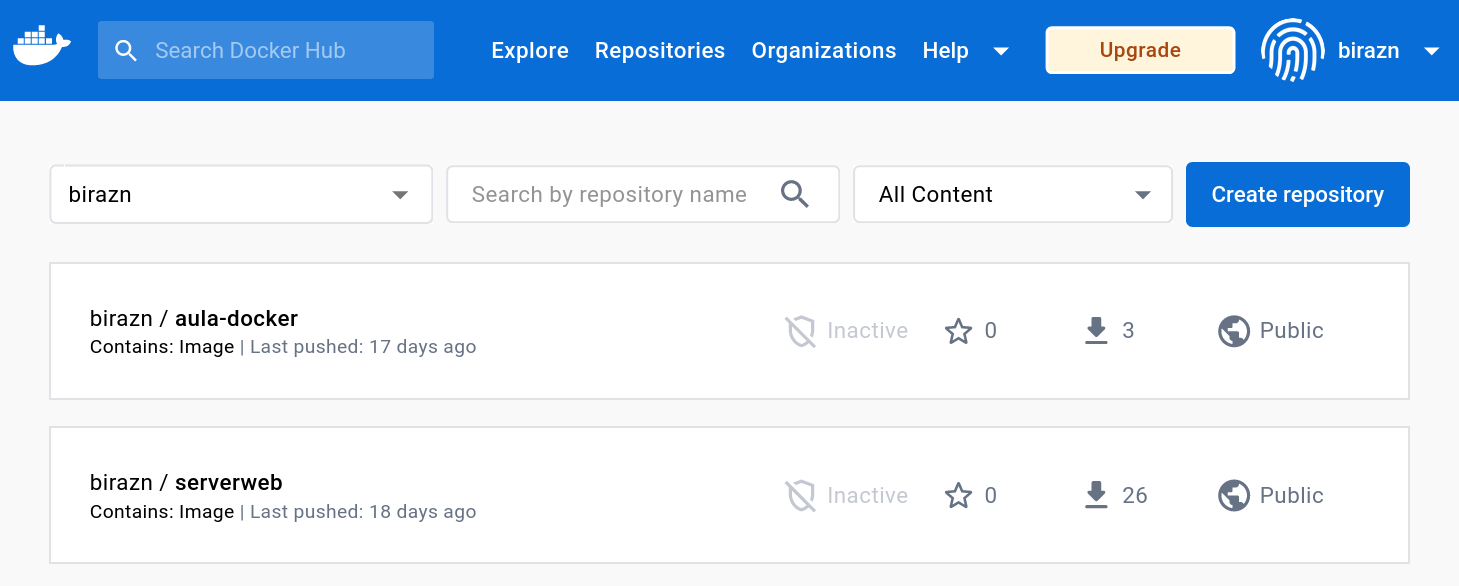 Search Docker Hub Explore Repositories Organizations Help Upgrade birazn
birazn Search by repository name All Content Create repository
birazn / aula-docker
Contains: Image | Last pushed: 17 days ago
Inactive 0 3 Public
birazn / serverweb
Contains: Image | Last pushed: 18 days ago
Inactive 0 26 Public